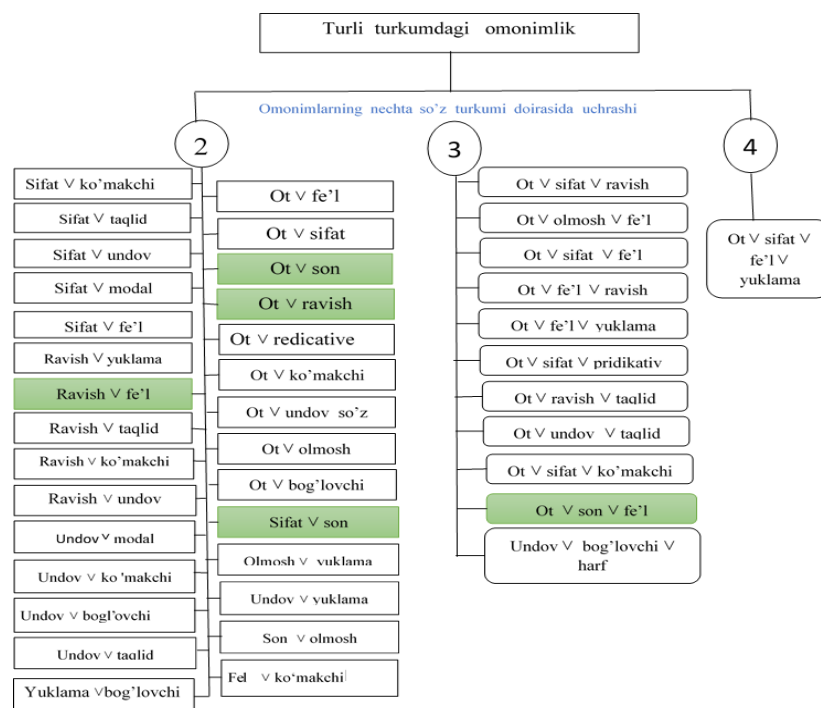 Turli turkumdagi omonimlik
Omonimlarning nechta so’z turkumi doirasida uchrashi
2
Sifat ∨ ko’makchi
Sifat ∨ taqlid
Sifat ∨ undov
Sifat ∨ modal
Sifat ∨ fe’l
Ravish ∨ yuklama
Ravish ∨ fe’l
Ravish ∨ taqlid
Ravish ∨ ko’makchi
Ravish ∨ undov
Undov ∨ modal
Undov ∨ ko 'makchi
Undov ∨ bogl’ovchi
Undov ∨ taqlid
Yuklama ∨bog’lovchi
Ot ∨ fe’l
Ot ∨ sifat
Ot ∨ son
Ot ∨ ravish
Ot ∨ redicative
Ot ∨ ko’makchi
Ot ∨ undov so’z
Ot ∨ olmosh
Ot ∨ bog’lovchi
Sifat ∨ son
Olmosh ∨ yuklama
Undov ∨ yuklama
Son ∨ olmosh
Fel ∨ ko‘makchi
3
Ot ∨ sifat ∨ ravish
Ot ∨ olmosh ∨ fe’l
Ot ∨ sifat ∨ fe’l
Ot ∨ fe’l ∨ ravish
Ot ∨ fe’l ∨ yuklama
Ot ∨ sifat ∨ pridikativ
Ot ∨ ravish ∨ taqlid
Ot ∨ undov ∨ taqlid
Ot ∨ sifat ∨ ko’makchi
Ot ∨ son ∨ fe’l
Undov ∨ bog’lovchi ∨
harf
4
Ot ∨ sifat ∨
fe’l ∨
yuklama